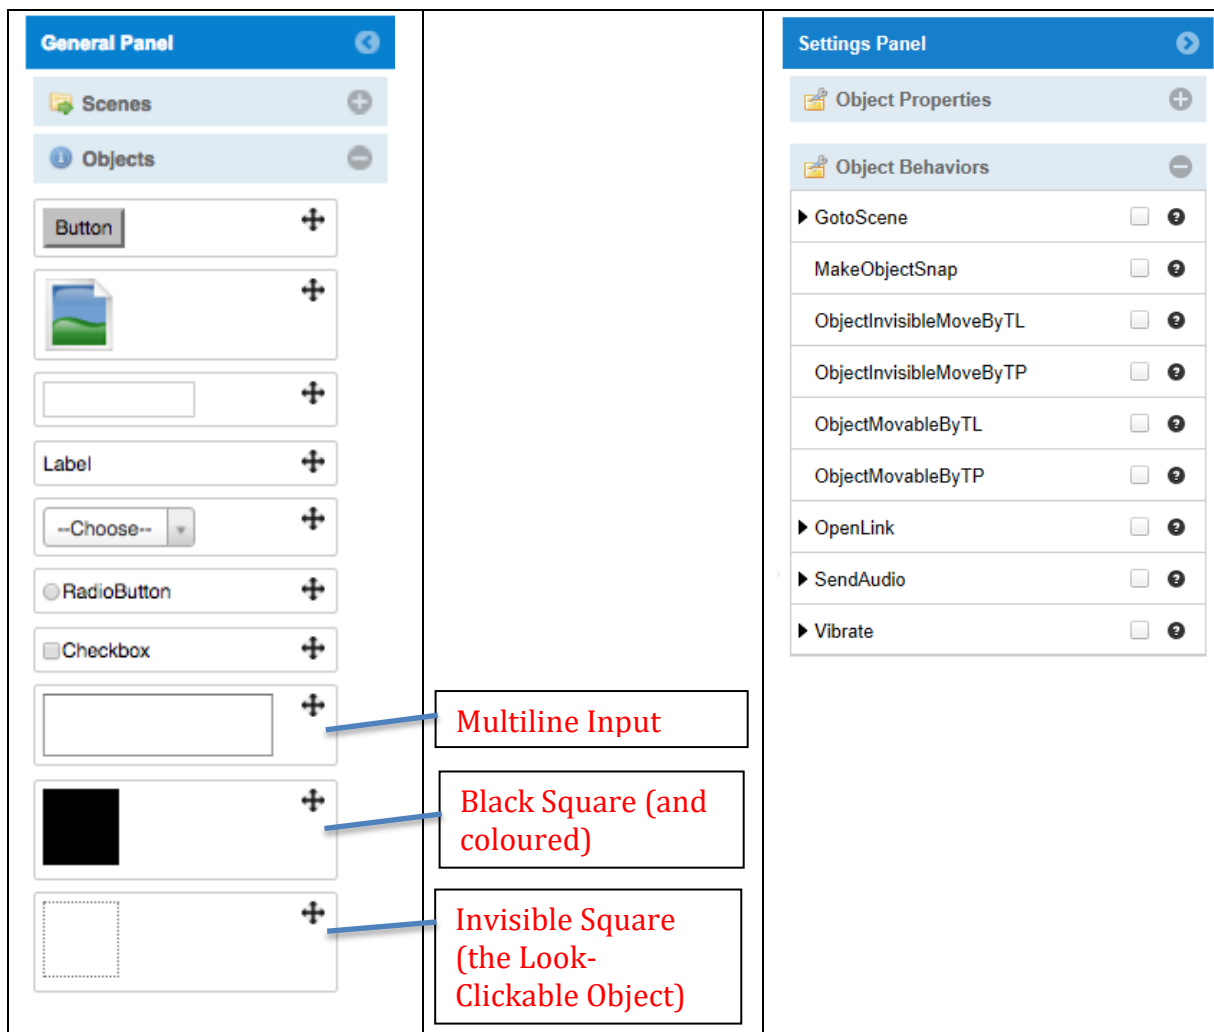 General Panel
Scenes
Objects
Button
Label
--Choose--
RadioButton
Checkbox
Multiline Input
Black Square (and
coloured)
Invisible Square
(the Look-
Clickable Object)
Settings Panel
Object Properties
Object Behaviors
GotoScene
MakeObjectSnap
ObjectInvisibleMoveByTL
ObjectInvisibleMoveByTP
ObjectMovableByTL
ObjectMovableByTP
OpenLink
SendAudio
Vibrate